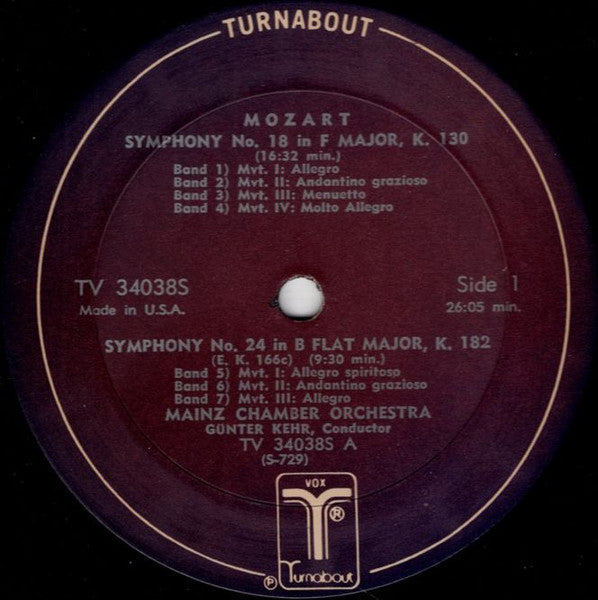 TURNABOUT
MOZART
SYMPHONY No. 18 in F MAJOR, K. 130
(16:32 min.)
Band 1) Mvt. I: Allegro
Band 2) Mvt. II: Andantino grazioso
Band 3) Mvt. III: Menuetto
Band 4) Mvt. IV: Molto Allegro
TV 34038S Side 1
Made in U.S.A. 26:05 min.
SYMPHONY No. 24 in B FLAT MAJOR, K. 182
(E. K. 166c) (9:30 min.)
Band 5) Mvt. I: Allegro spiritoso
Band 6) Mvt. II: Andantino grazioso
Band 7) Mvt. III: Allegro
MAINZ CHAMBER ORCHESTRA
GÜNTER KEHR, Conductor
TV 34038S A
(S-729)
VOX
T ®
℗ Turnabout